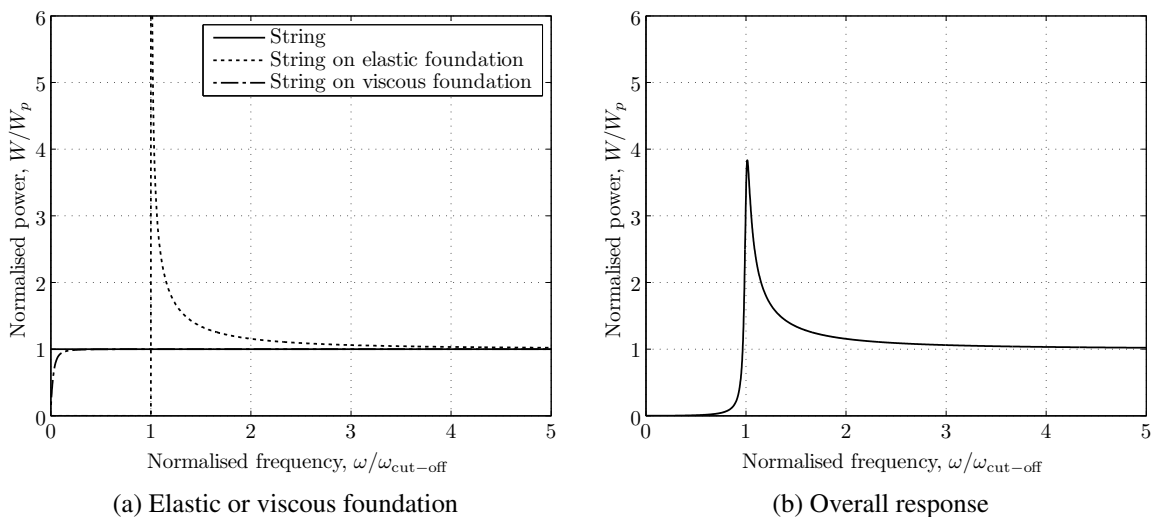 String
String on elastic foundation
String on viscous foundation
Normalised power, W/W_p
6
5
4
3
2
1
0
0 1 2 3 4 5
Normalised frequency, ω/ω_cut−off
(a) Elastic or viscous foundation
Normalised power, W/W_p
6
5
4
3
2
1
0
0 1 2 3 4 5
Normalised frequency, ω/ω_cut−off
(b) Overall response